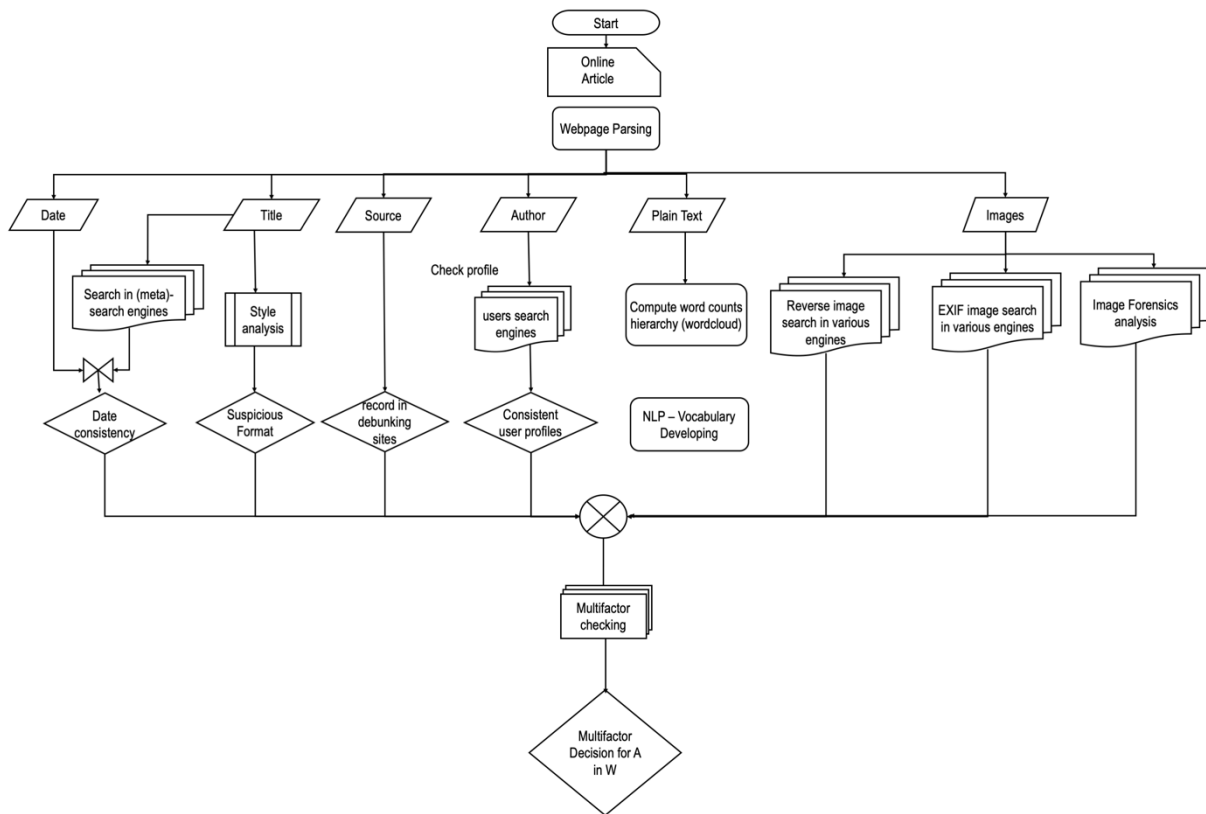 Start
Online
Article
Webpage Parsing
Date
Title
Source
Author
Plain Text
Images
Check profile
Search in (meta)-
search engines
Style
analysis
users search
engines
Compute word counts
hierarchy (wordcloud)
Reverse image
search in various
engines
EXIF image search
in various engines
Image Forensics
analysis
Date
consistency
Suspicious
Format
record in
debunking
sites
Consistent
user profiles
NLP – Vocabulary
Developing
Multifactor
checking
Multifactor
Decision for A
in W